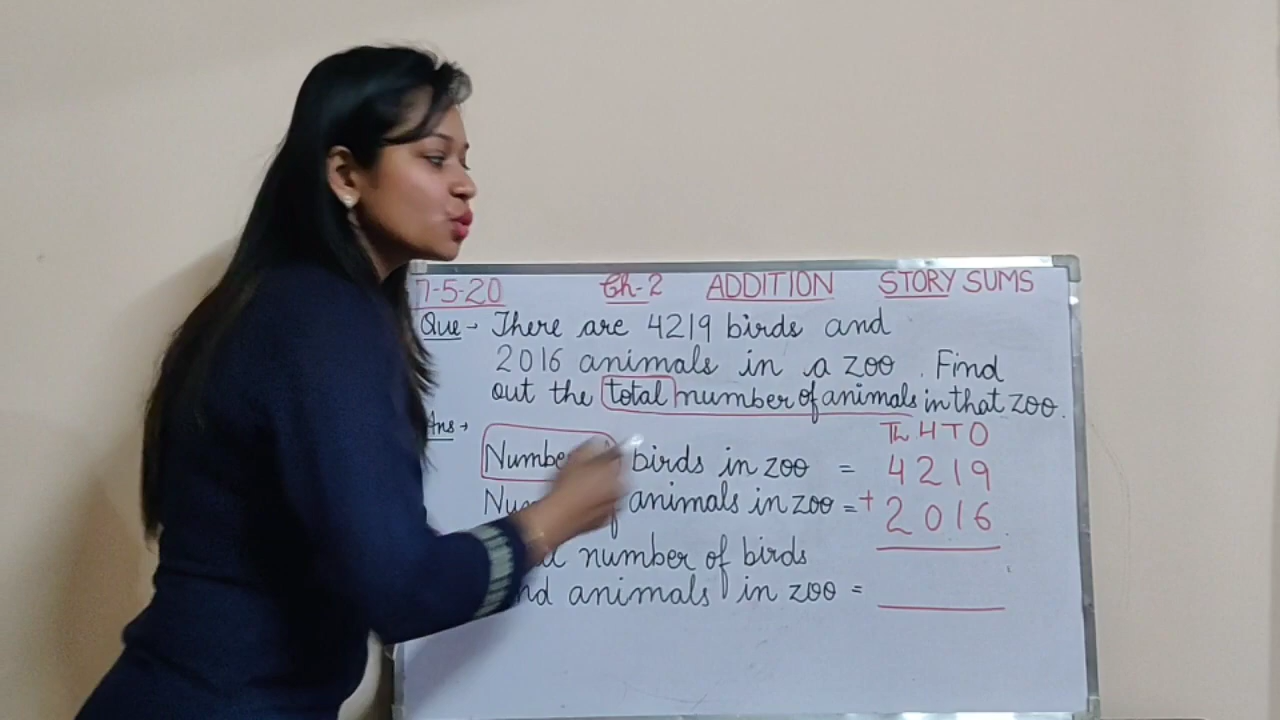 7-5-20 Ch-2 ADDITION STORY SUMS
Que → There are 4219 birds and
2016 animals in a zoo. Find
out the total number of animals in that zoo.
Ans →
Th H T O
birds in zoo = 4219
animals in zoo = + 2016
number of birds
animals in zoo =